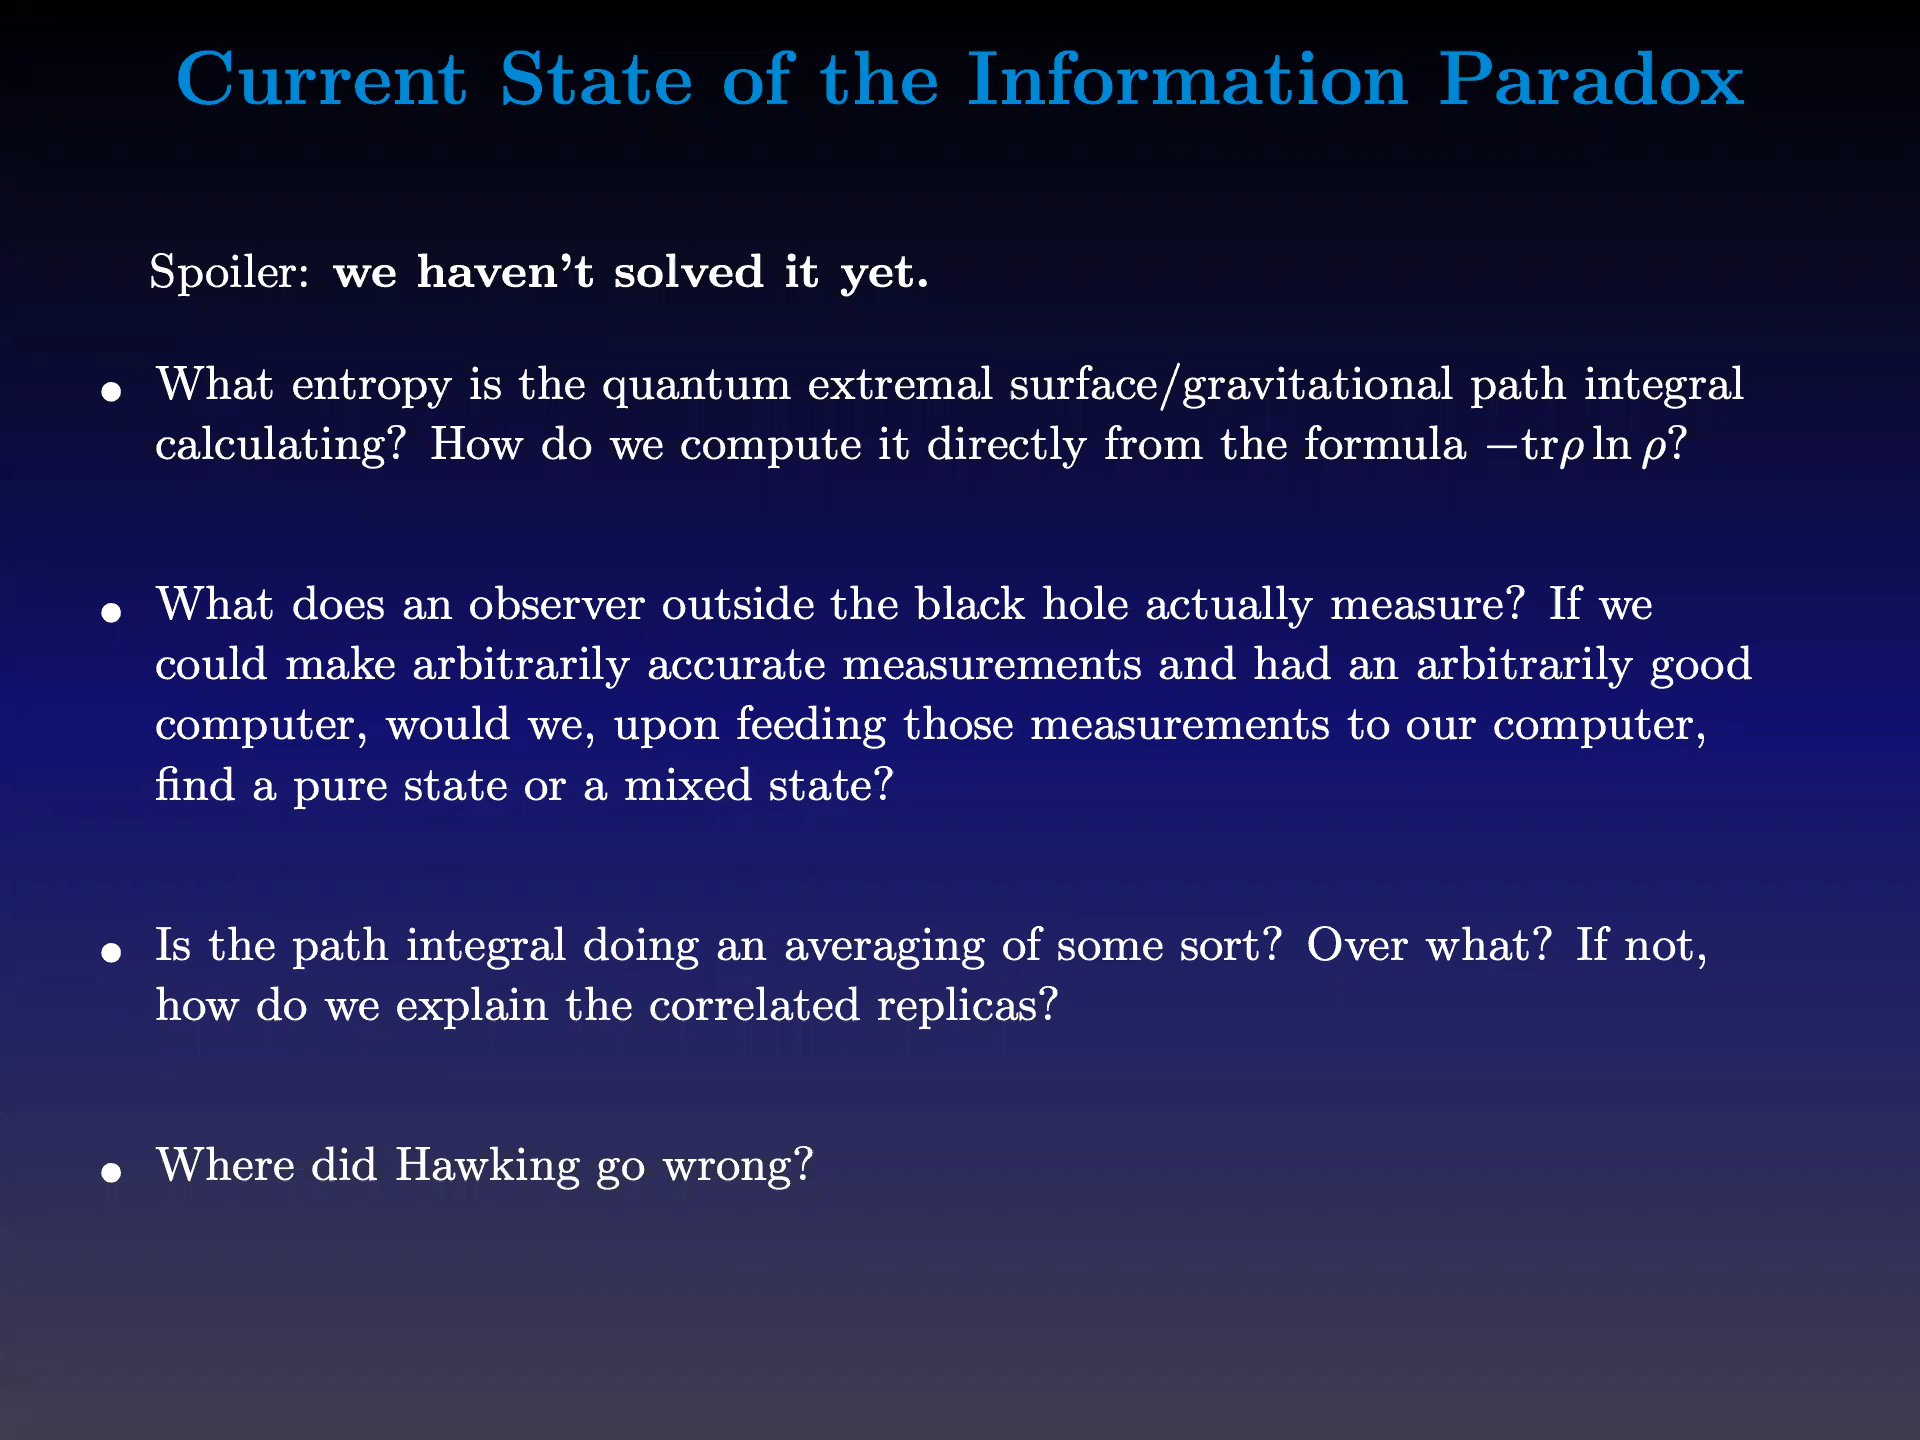 Current State of the Information Paradox
Spoiler: we haven't solved it yet.
• What entropy is the quantum extremal surface/gravitational path integral
calculating? How do we compute it directly from the formula −trρ ln ρ?
• What does an observer outside the black hole actually measure? If we
could make arbitrarily accurate measurements and had an arbitrarily good
computer, would we, upon feeding those measurements to our computer,
find a pure state or a mixed state?
• Is the path integral doing an averaging of some sort? Over what? If not,
how do we explain the correlated replicas?
• Where did Hawking go wrong?